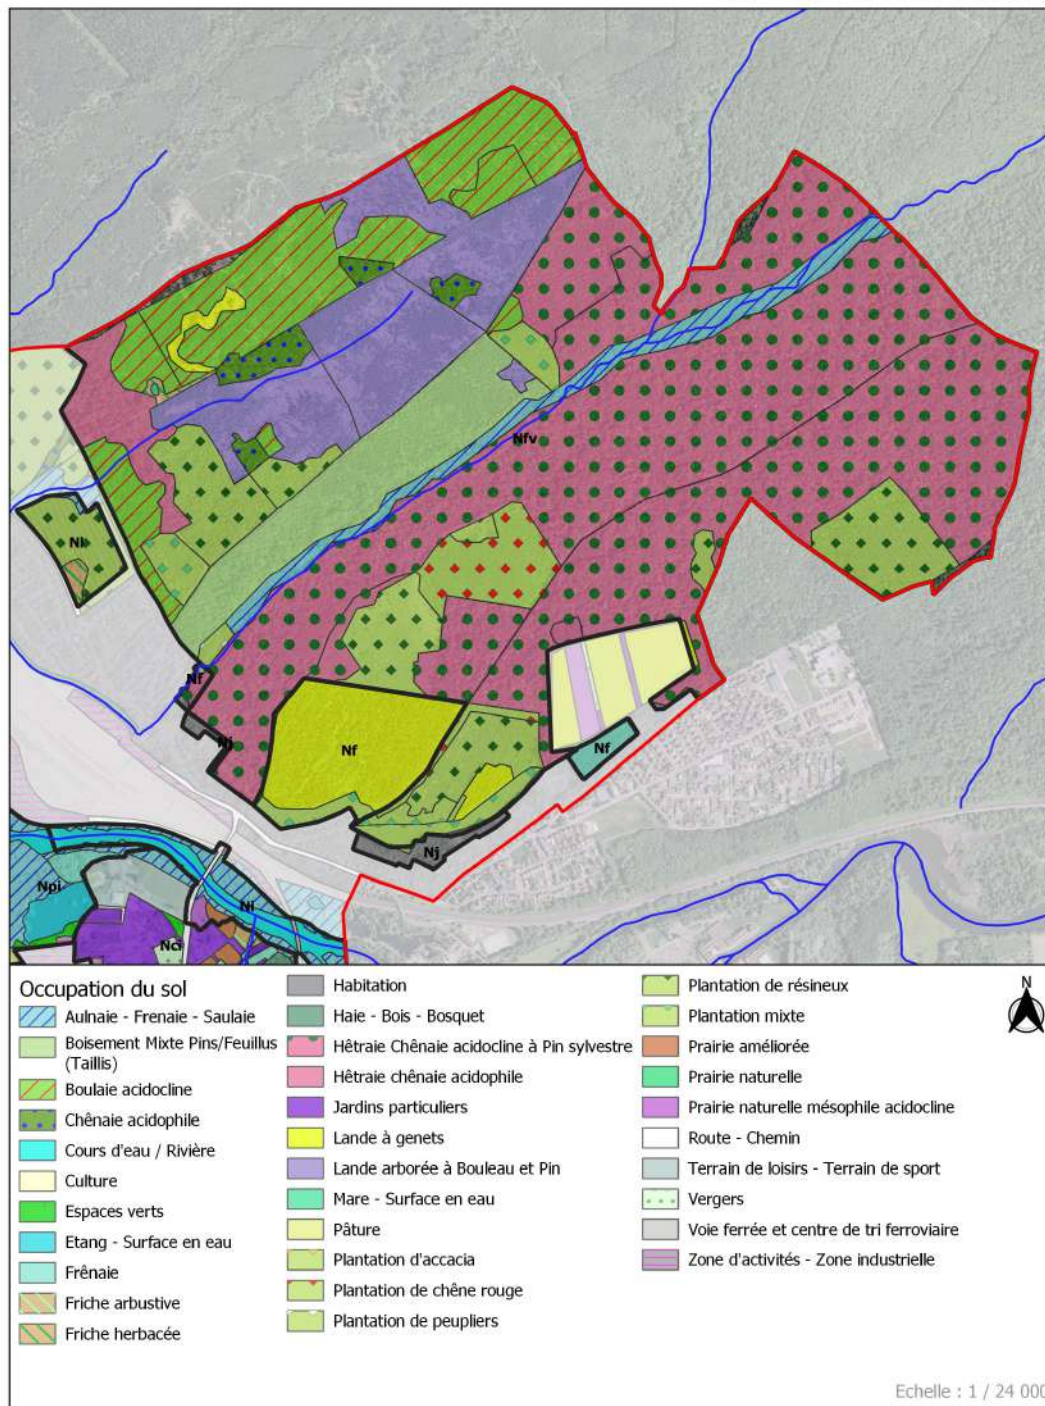 Nfv
Nl
Nf
Nj
Nf
Nf
Nj
Npi
Ni
Nci
Occupation du sol
Aulnaie - Frenaie - Saulaie
Boisement Mixte Pins/Feuillus
(Taillis)
Boulaie acidocline
Chênaie acidophile
Cours d'eau / Rivière
Culture
Espaces verts
Etang - Surface en eau
Frênaie
Friche arbustive
Friche herbacée
Habitation
Haie - Bois - Bosquet
Hêtraie Chênaie acidocline à Pin sylvestre
Hêtraie chênaie acidophile
Jardins particuliers
Lande à genets
Lande arborée à Bouleau et Pin
Mare - Surface en eau
Pâture
Plantation d'accacia
Plantation de chêne rouge
Plantation de peupliers
Plantation de résineux
Plantation mixte
Prairie améliorée
Prairie naturelle
Prairie naturelle mésophile acidocline
Route - Chemin
Terrain de loisirs - Terrain de sport
Vergers
Voie ferrée et centre de tri ferroviaire
Zone d'activités - Zone industrielle
N
Echelle : 1 / 24 000